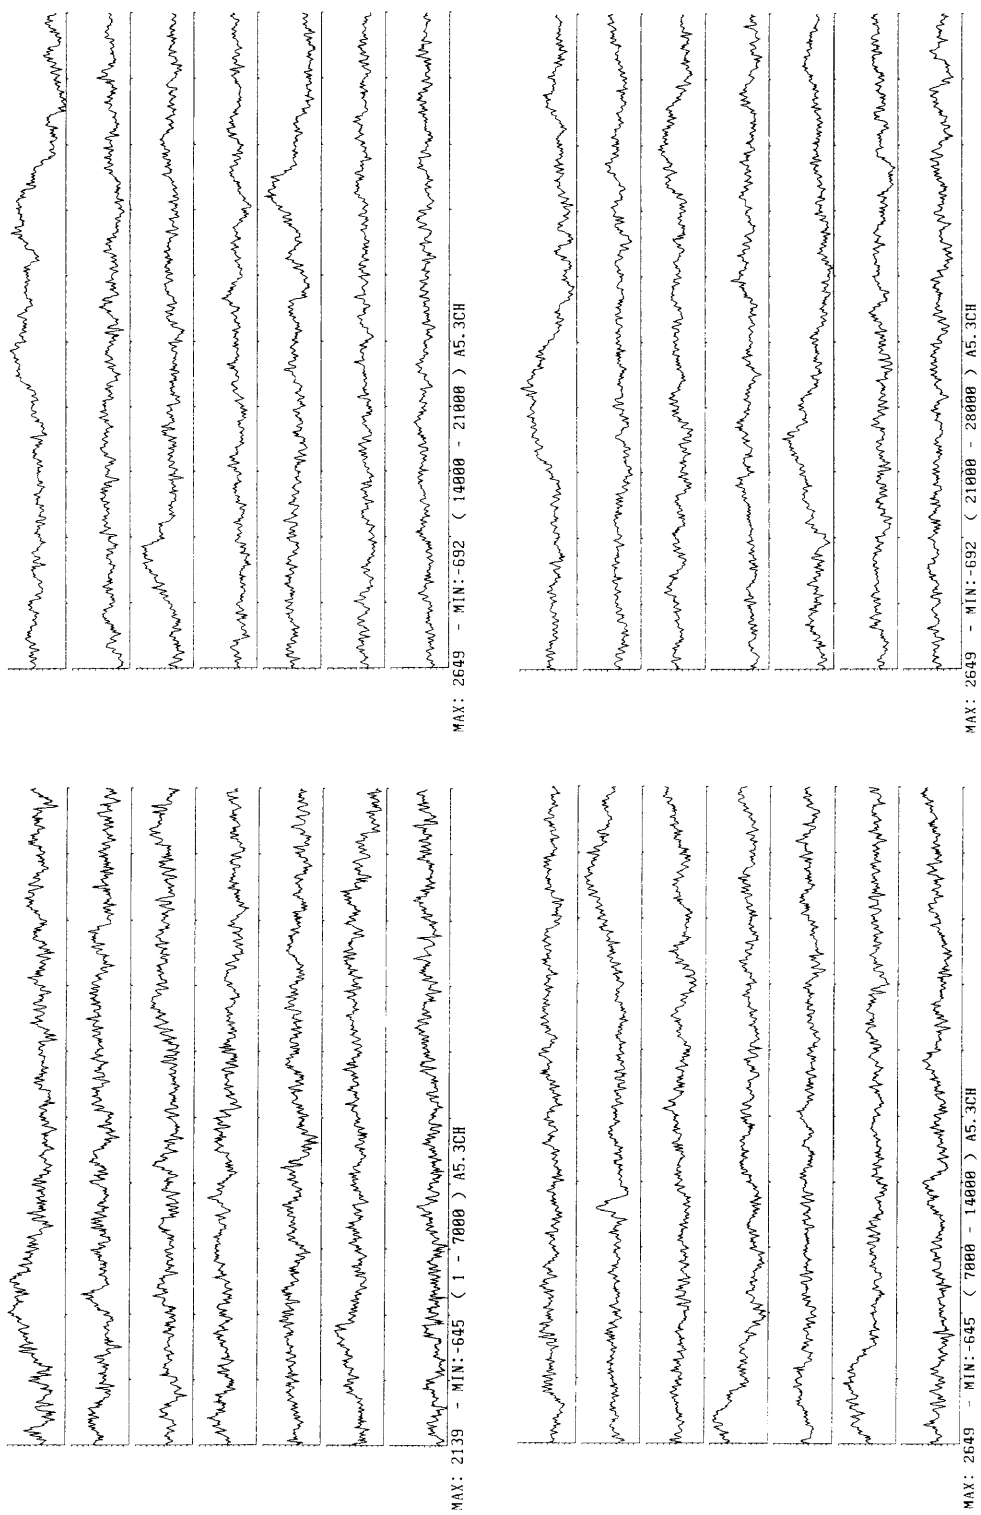 MAX: 2139 - MIN:-645 ( 1 - 7000 ) A5.3CH
MAX: 2649 - MIN:-645 ( 7000 - 14000 ) A5.3CH
MAX: 2649 - MIN:-692 ( 14000 - 21000 ) A5.3CH
MAX: 2649 - MIN:-692 ( 21000 - 28000 ) A5.3CH